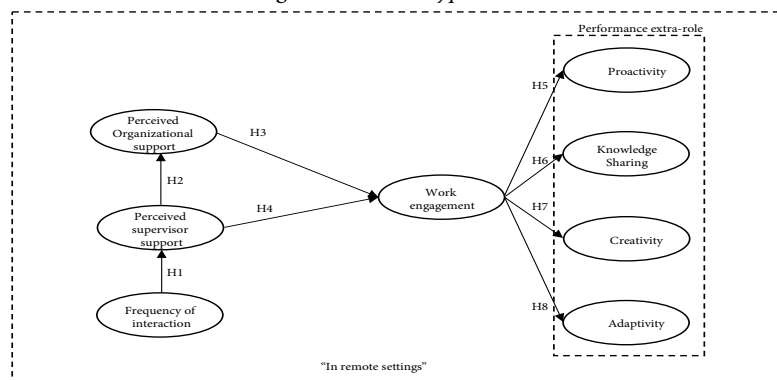 Performance extra-role
Proactivity
H5
Perceived
Organizational
support
H3
Knowledge
Sharing
H6
H2
Work
engagement
H4
H7
Perceived
supervisor
support
Creativity
H1
H8
Frequency of
interaction
Adaptivity
“In remote settings”